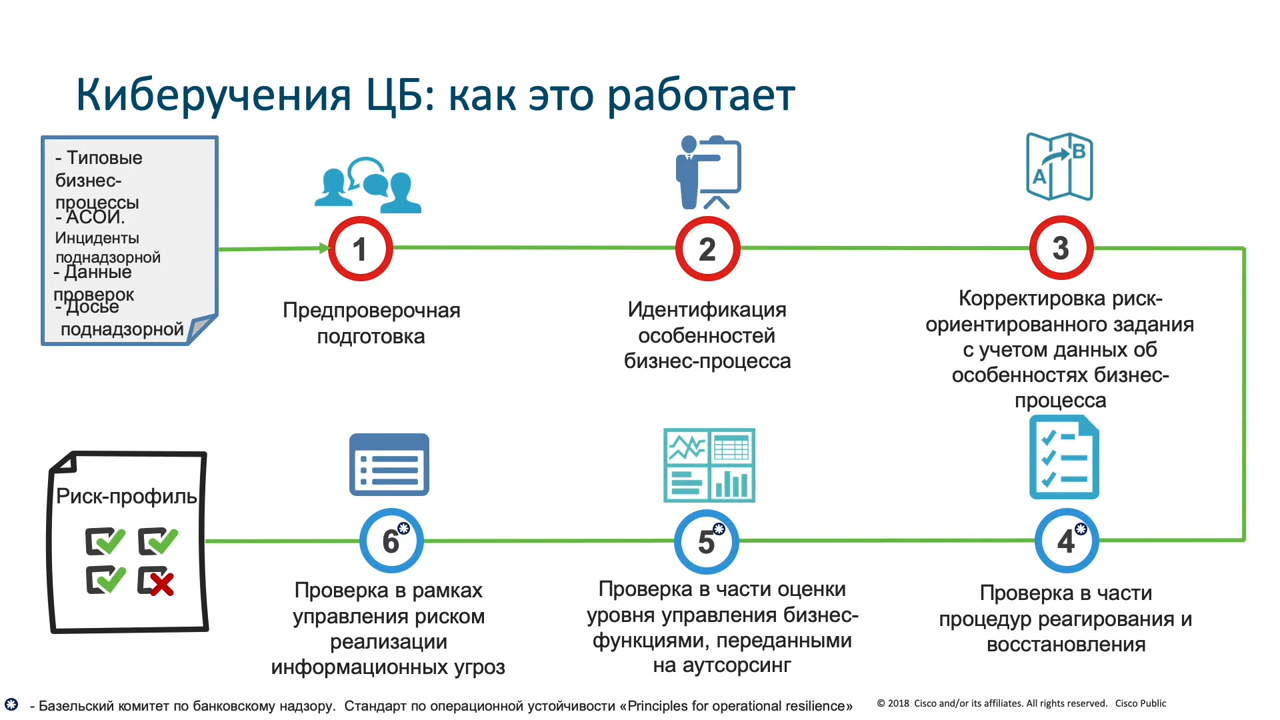 Киберучения ЦБ: как это работает
- Типовые
бизнес-
процессы
- АСОИ.
Инциденты
поднадзорной
- Данные
проверок
- Досье
поднадзорной
1
Предпроверочная
подготовка
2
Идентификация
особенностей
бизнес-процесса
A
B
3
Корректировка риск-
ориентированного задания
с учетом данных об
особенностях бизнес-
процесса
4
Проверка в части
процедур реагирования и
восстановления
5
Проверка в части оценки
уровня управления бизнес-
функциями, переданными
на аутсорсинг
6
Проверка в рамках
управления риском
реализации
информационных угроз
Риск-профиль
- Базельский комитет по банковскому надзору. Стандарт по операционной устойчивости «Principles for operational resilience»
© 2018 Cisco and/or its affiliates. All rights reserved. Cisco Public